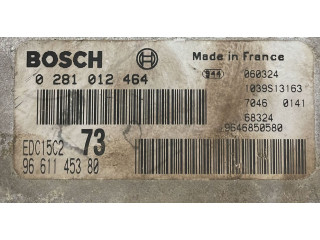 BOSCH
Made in France
0 281 012 464
944 060324
1039S13163
7046 0141
68324
9646850580
EDC15C2 73
96 611 453 80